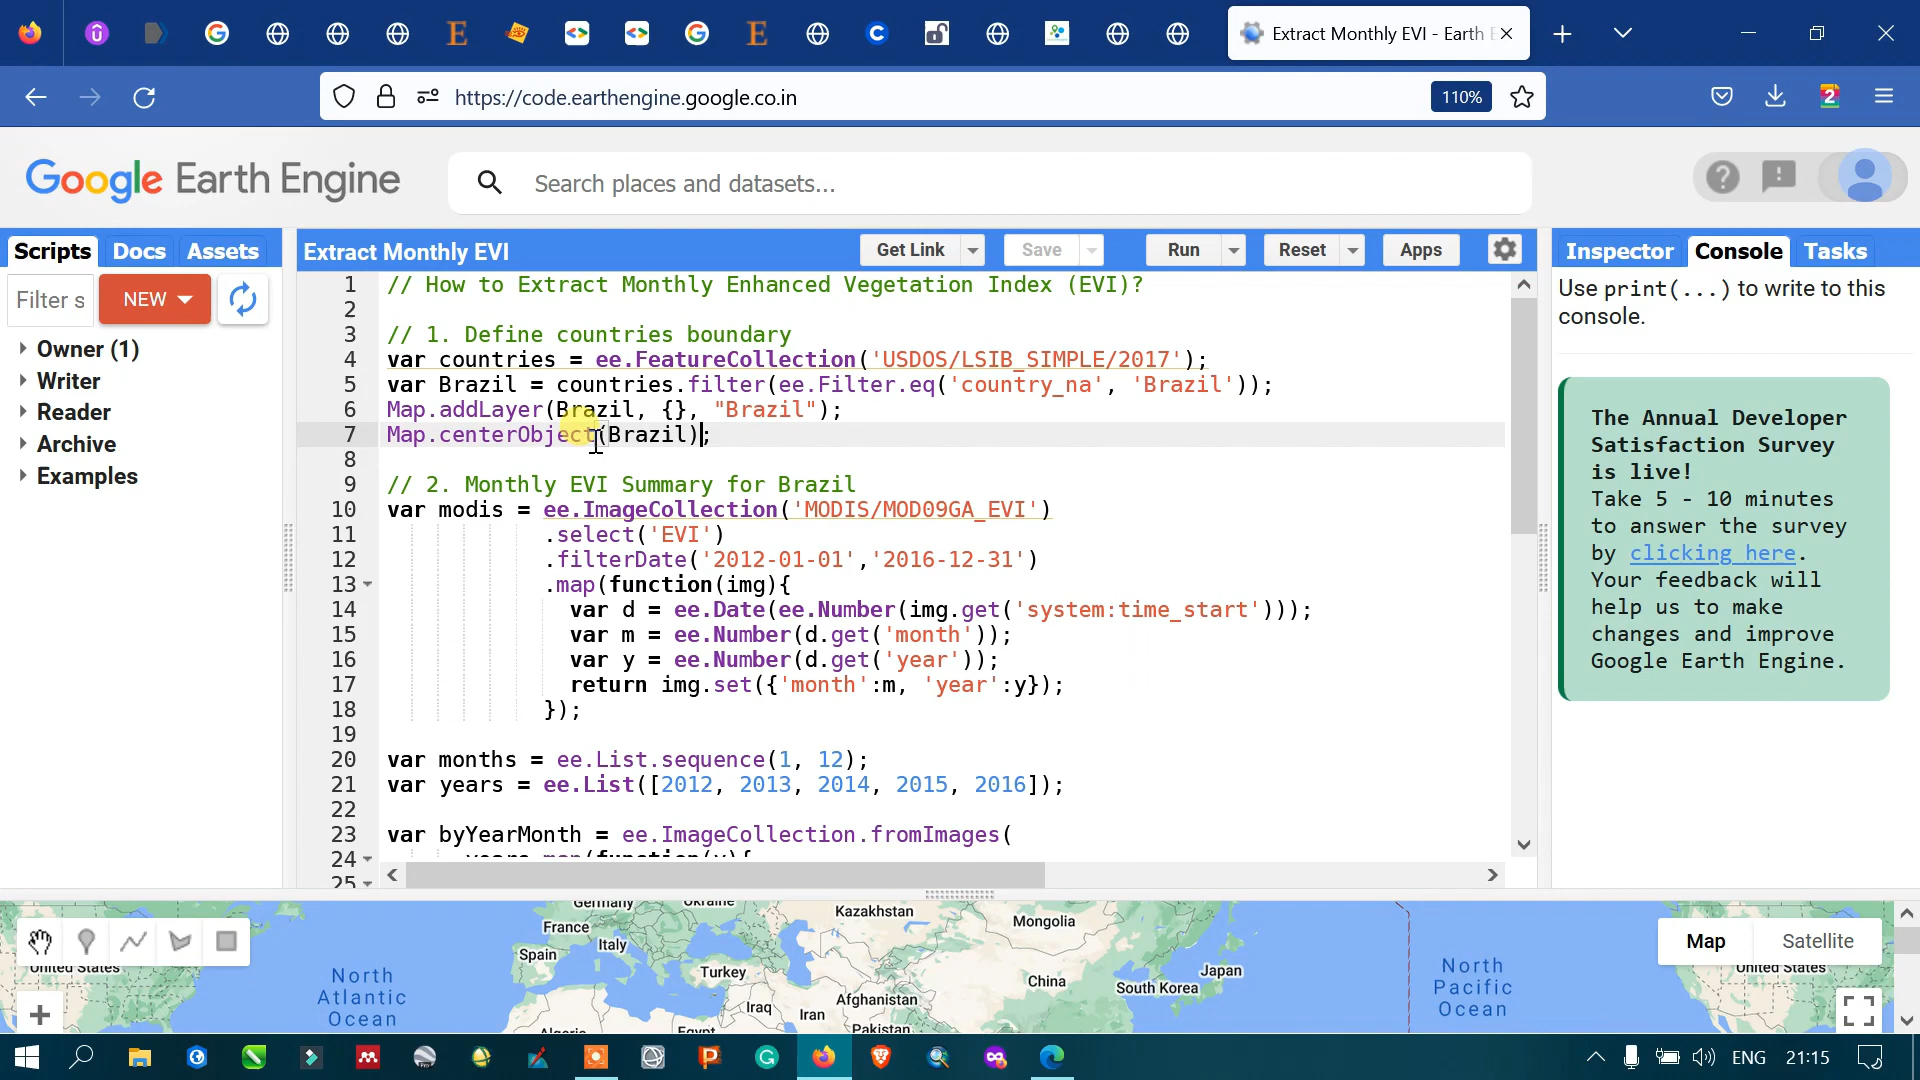 Extract Monthly EVI - Earth E
https://code.earthengine.google.co.in
110%
2
Google Earth Engine
Search places and datasets...
Scripts
Docs
Assets
Extract Monthly EVI
Get Link
Save
Run
Reset
Apps
Inspector
Console
Tasks
Filter s
NEW
Owner (1)
Writer
Reader
Archive
Examples
1 // How to Extract Monthly Enhanced Vegetation Index (EVI)?
2
3 // 1. Define countries boundary
4 var countries = ee.FeatureCollection('USDOS/LSIB_SIMPLE/2017');
5 var Brazil = countries.filter(ee.Filter.eq('country_na', 'Brazil'));
6 Map.addLayer(Brazil, {}, "Brazil");
7 Map.centerObject(Brazil);
8
9 // 2. Monthly EVI Summary for Brazil
10 var modis = ee.ImageCollection('MODIS/MOD09GA_EVI')
11 .select('EVI')
12 .filterDate('2012-01-01','2016-12-31')
13 .map(function(img){
14 var d = ee.Date(ee.Number(img.get('system:time_start')));
15 var m = ee.Number(d.get('month'));
16 var y = ee.Number(d.get('year'));
17 return img.set({'month':m, 'year':y});
18 });
19
20 var months = ee.List.sequence(1, 12);
21 var years = ee.List([2012, 2013, 2014, 2015, 2016]);
22
23 var byYearMonth = ee.ImageCollection.fromImages(
24 years.map(function(y){
25
Use print(...) to write to this
console.
The Annual Developer
Satisfaction Survey
is live!
Take 5 - 10 minutes
to answer the survey
by clicking here.
Your feedback will
help us to make
changes and improve
Google Earth Engine.
Germany
Ukraine
Kazakhstan
Mongolia
France
Italy
Spain
United States
Turkey
China
Japan
South Korea
Iraq
Iran
Afghanistan
Pakistan
Algeria
Egypt
North
Atlantic
Ocean
North
Pacific
Ocean
Map
Satellite
United States
ENG
21:15